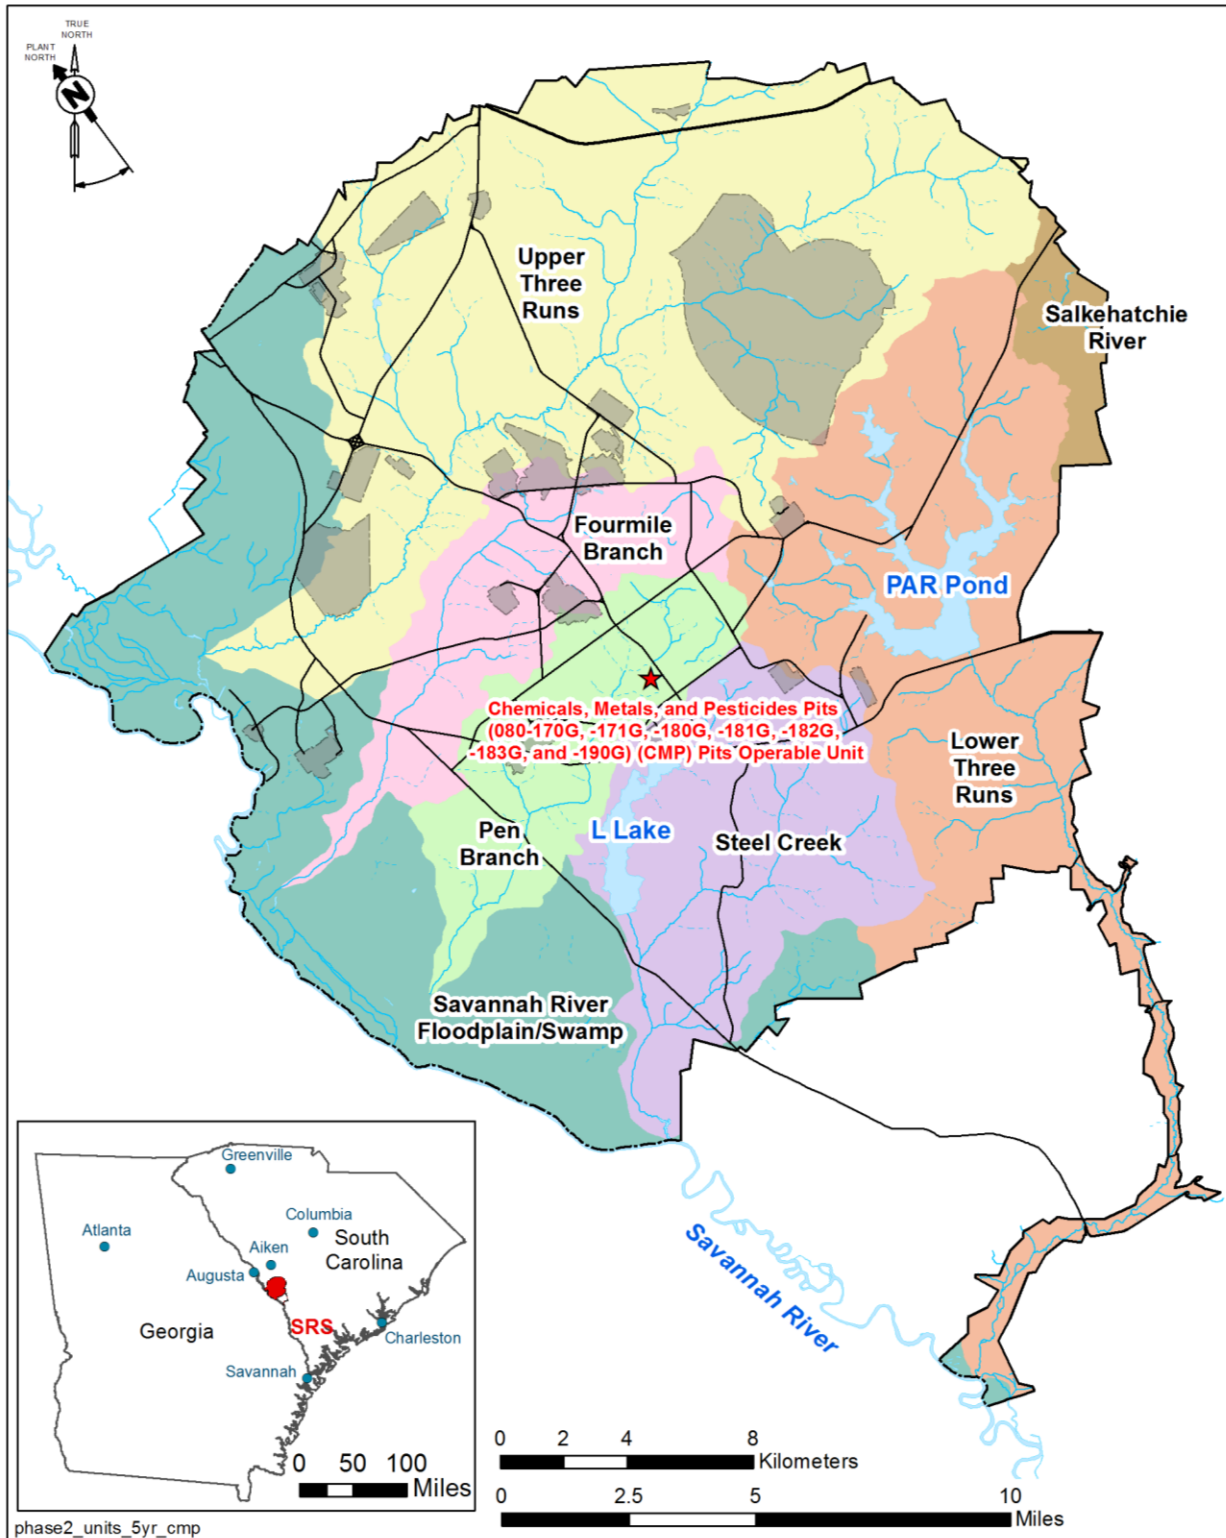 TRUE
NORTH
PLANT
NORTH
N
Upper
Three
Runs
Salkehatchie
River
Fourmile
Branch
PAR Pond
Chemicals, Metals, and Pesticides Pits
(080-170G, -171G, -180G, -181G, -182G,
-183G, and -190G) (CMP) Pits Operable Unit
Lower
Three
Runs
Pen
Branch
L Lake
Steel Creek
Savannah River
Floodplain/Swamp
Savannah River
Greenville
Columbia
Atlanta
South
Carolina
Aiken
Augusta
Georgia
SRS
Charleston
Savannah
0 50 100
Miles
0 2 4 8
Kilometers
0 2.5 5 10
Miles
phase2_units_5yr_cmp